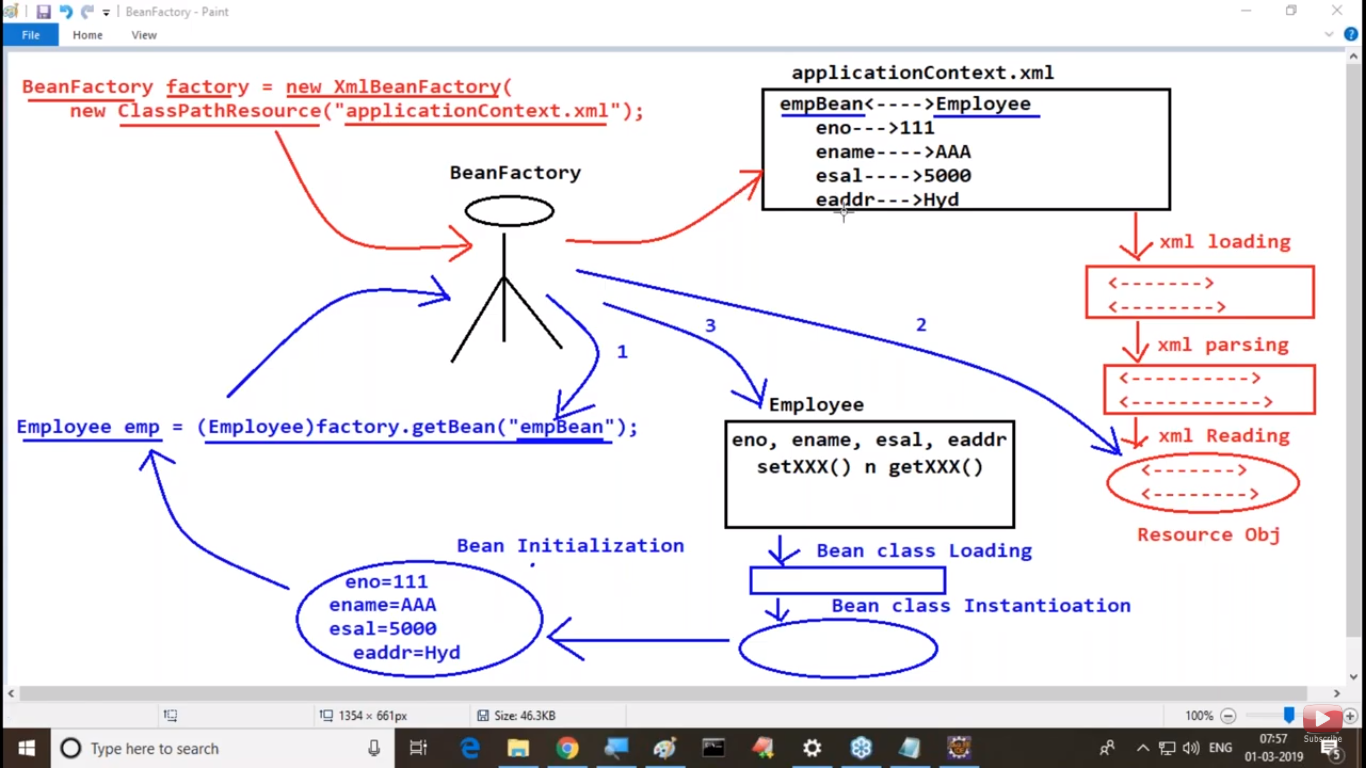 BeanFactory - Paint
File Home View
BeanFactory factory = new XmlBeanFactory(
new ClassPathResource("applicationContext.xml");
applicationContext.xml
empBean<---->Employee
eno--->111
ename---->AAA
esal---->5000
eaddr--->Hyd
BeanFactory
xml loading
<------->
<-------->
xml parsing
<---------->
<----------->
xml Reading
<------->
<-------->
Resource Obj
1
3
2
Employee emp = (Employee)factory.getBean("empBean");
Employee
eno, ename, esal, eaddr
setXXX() n getXXX()
Bean class Loading
Bean class Instantioation
Bean Initialization
eno=111
ename=AAA
esal=5000
eaddr=Hyd
1354 × 661px
Size: 46.3KB
100%
Subscribe
Type here to search
ENG
07:57
01-03-2019
5